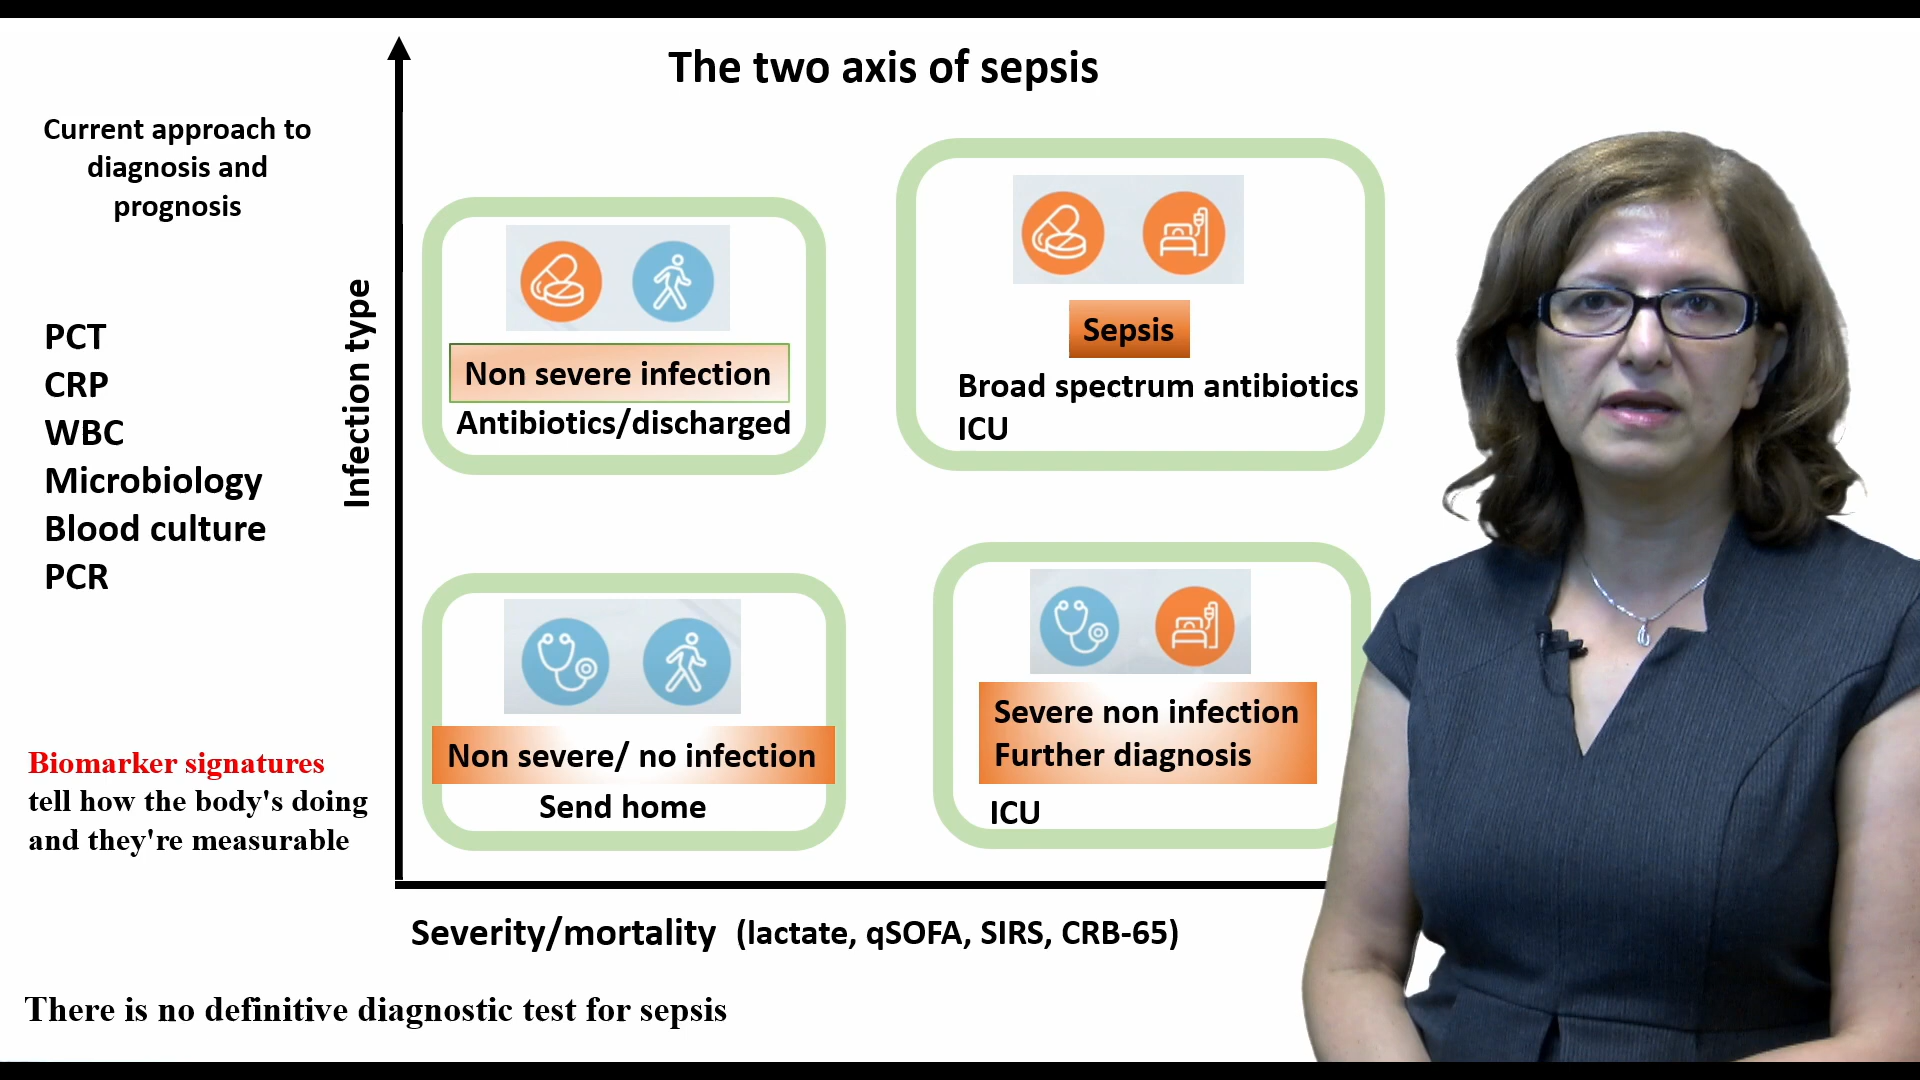 The two axis of sepsis
Current approach to
diagnosis and
prognosis
PCT
CRP
WBC
Microbiology
Blood culture
PCR
Biomarker signatures
tell how the body's doing
and they're measurable
Infection type
Non severe infection
Antibiotics/discharged
Sepsis
Broad spectrum antibiotics
ICU
Non severe/ no infection
Send home
Severe non infection
Further diagnosis
ICU
Severity/mortality (lactate, qSOFA, SIRS, CRB-65)
There is no definitive diagnostic test for sepsis